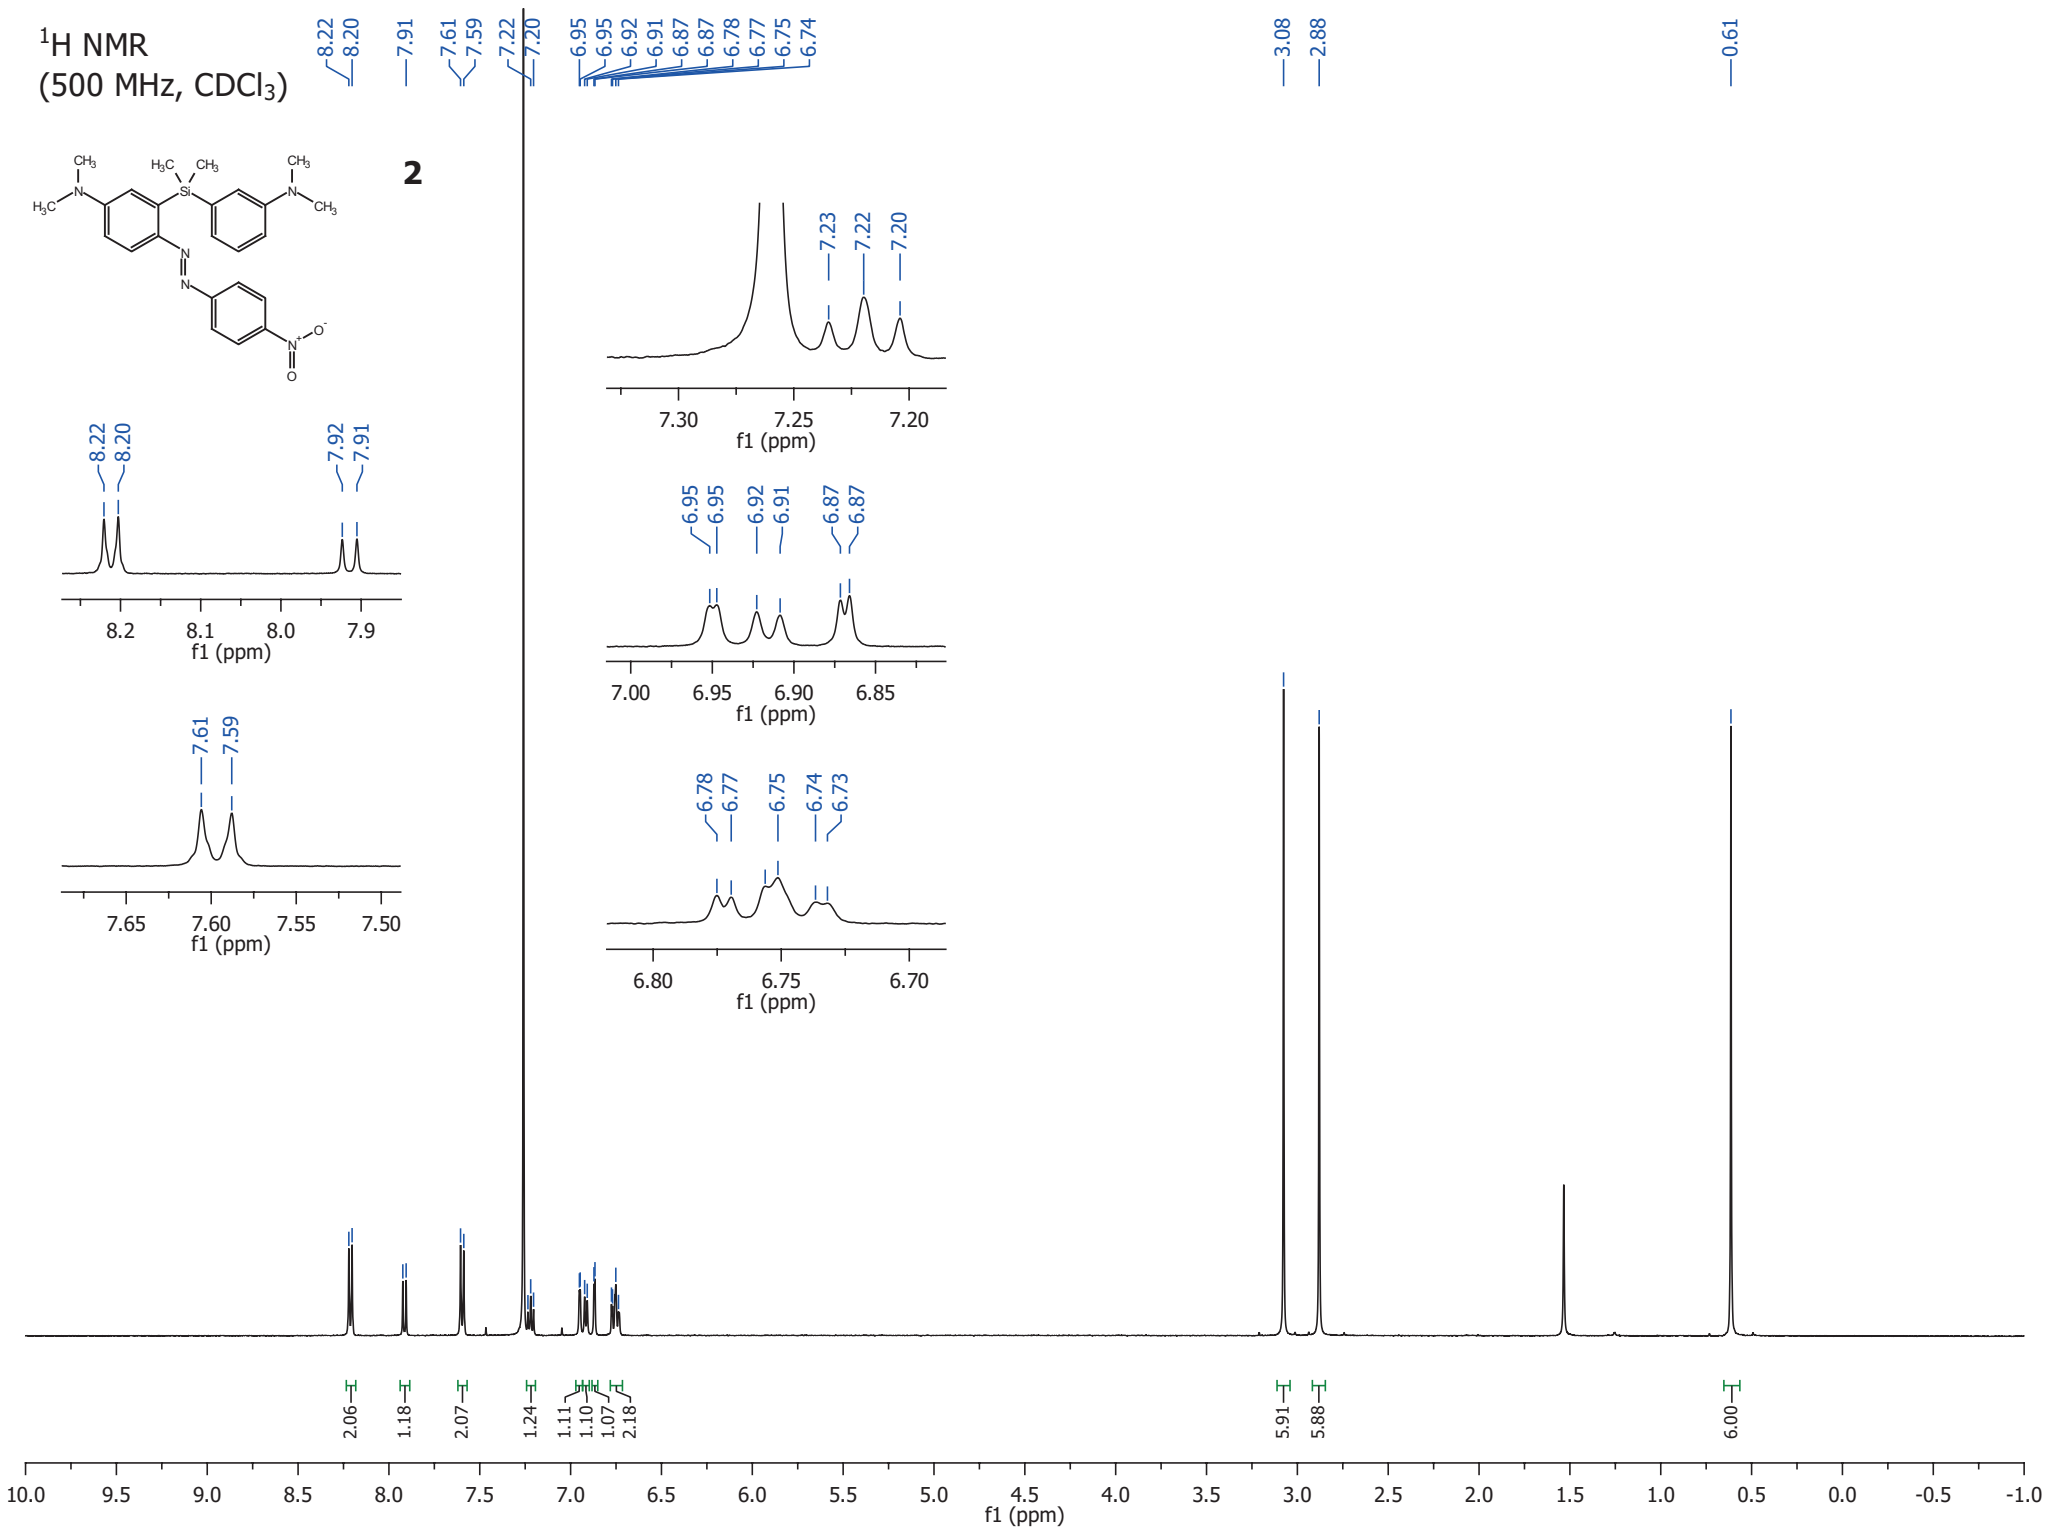 ¹H NMR
(500 MHz, CDCl₃)
8.22
8.20
7.91
7.61
7.59
7.22
7.20
6.95
6.95
6.92
6.91
6.87
6.87
6.78
6.77
6.75
6.74
3.08
2.88
0.61
2
CH₃
N
H₃C
H₃C
CH₃
Si
CH₃
N
CH₃
N
N
N⁺
O⁻
O
7.23
7.22
7.20
7.30 7.25 7.20
f1 (ppm)
8.22
8.20
7.92
7.91
8.2 8.1 8.0 7.9
f1 (ppm)
6.95
6.95
6.92
6.91
6.87
6.87
7.00 6.95 6.90 6.85
f1 (ppm)
7.61
7.59
7.65 7.60 7.55 7.50
f1 (ppm)
6.78
6.77
6.75
6.74
6.73
6.80 6.75 6.70
f1 (ppm)
2.06
1.18
2.07
1.24
1.11
1.10
1.07
2.18
5.91
5.88
6.00
10.0 9.5 9.0 8.5 8.0 7.5 7.0 6.5 6.0 5.5 5.0 4.5 4.0 3.5 3.0 2.5 2.0 1.5 1.0 0.5 0.0 -0.5 -1.0
f1 (ppm)